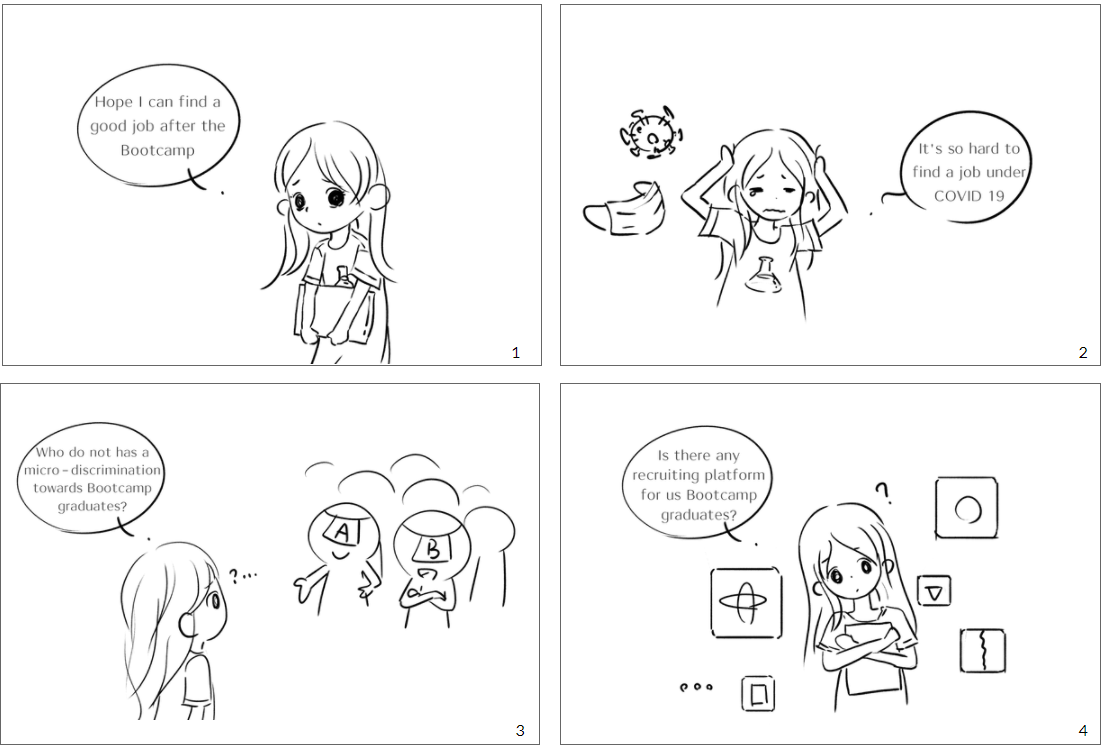 Hope I can find a
good job after the
Bootcamp
1
It's so hard to
find a job under
COVID 19
2
Who do not has a
micro-discrimination
towards Bootcamp
graduates?
?...
A
B
3
Is there any
recruiting platform
for us Bootcamp
graduates?
?
4